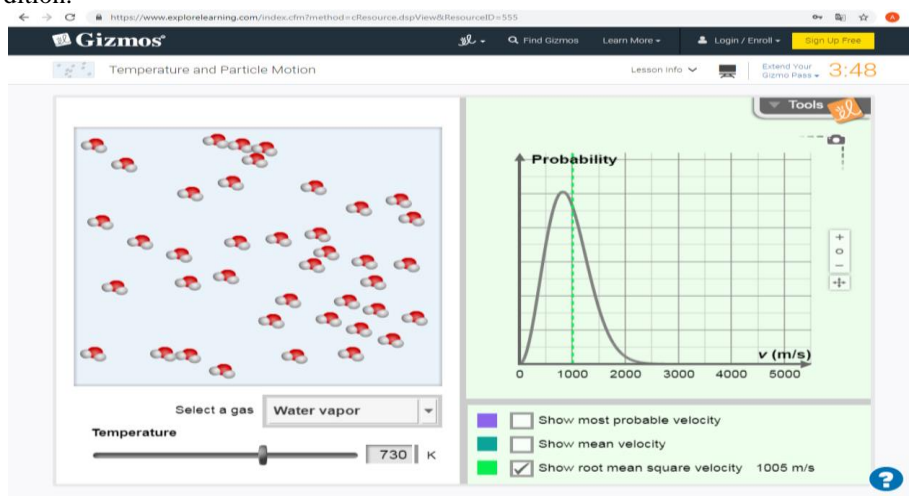 dition.
https://www.explorelearning.com/index.cfm?method=cResource.dspView&ResourceID=555
Gizmos
Find Gizmos
Learn More
Login / Enroll
Sign Up Free
Temperature and Particle Motion
Lesson Info
Extend Your
Gizmo Pass
3:48
Tools
Probability
v (m/s)
0 1000 2000 3000 4000 5000
Select a gas Water vapor
Temperature
730 K
Show most probable velocity
Show mean velocity
Show root mean square velocity 1005 m/s
?